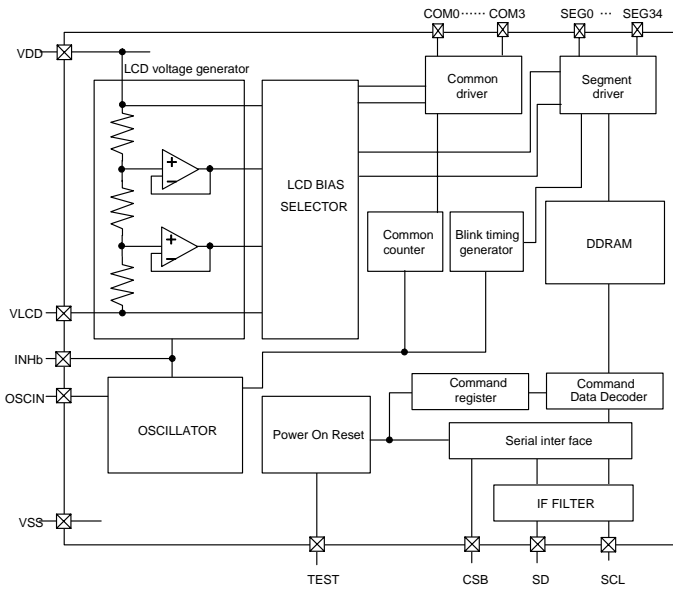 COM0 ...... COM3 SEG0 ... SEG34
VDD
LCD voltage generator
Common
driver
Segment
driver
LCD BIAS
SELECTOR
Common
counter
Blink timing
generator
DDRAM
VLCD
INHb
OSCIN
OSCILLATOR
Power On Reset
Command
register
Command
Data Decoder
Serial inter face
IF FILTER
VSS
TEST CSB SD SCL